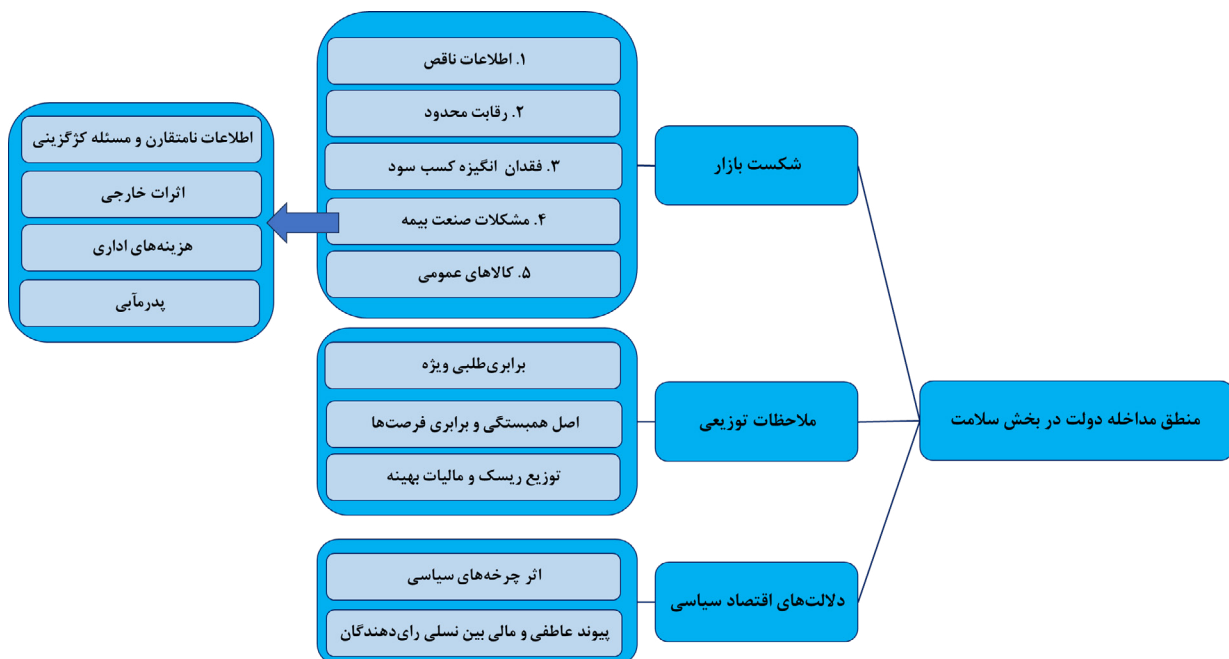 منطق مداخله دولت در بخش سلامت
شکست بازار
۱. اطلاعات ناقص
۲. رقابت محدود
۳. فقدان انگیزه کسب سود
۴. مشکلات صنعت بیمه
۵. کالاهای عمومی
اطلاعات نامتقارن و مسئله کژگزینی
اثرات خارجی
هزینه‌های اداری
پدرمآبی
ملاحظات توزیعی
برابری‌طلبی ویژه
اصل همبستگی و برابری فرصت‌ها
توزیع ریسک و مالیات بهینه
دلالت‌های اقتصاد سیاسی
اثر چرخه‌های سیاسی
پیوند عاطفی و مالی بین نسلی رای‌دهندگان